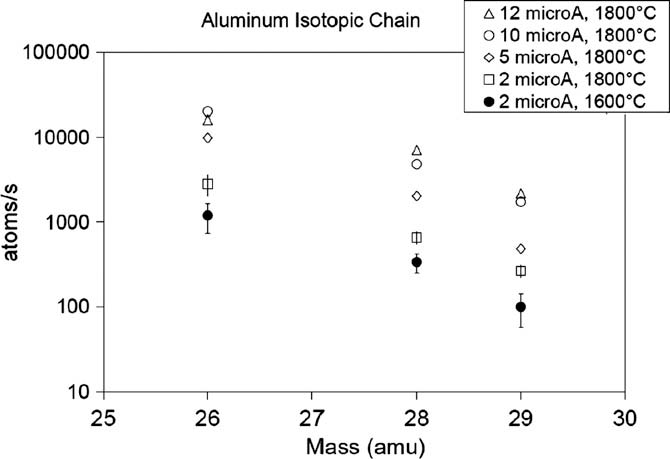 Aluminum Isotopic Chain
12 microA, 1800°C
10 microA, 1800°C
5 microA, 1800°C
2 microA, 1800°C
2 microA, 1600°C
100000
10000
1000
100
10
atoms/s
25
26
27
28
29
30
Mass (amu)